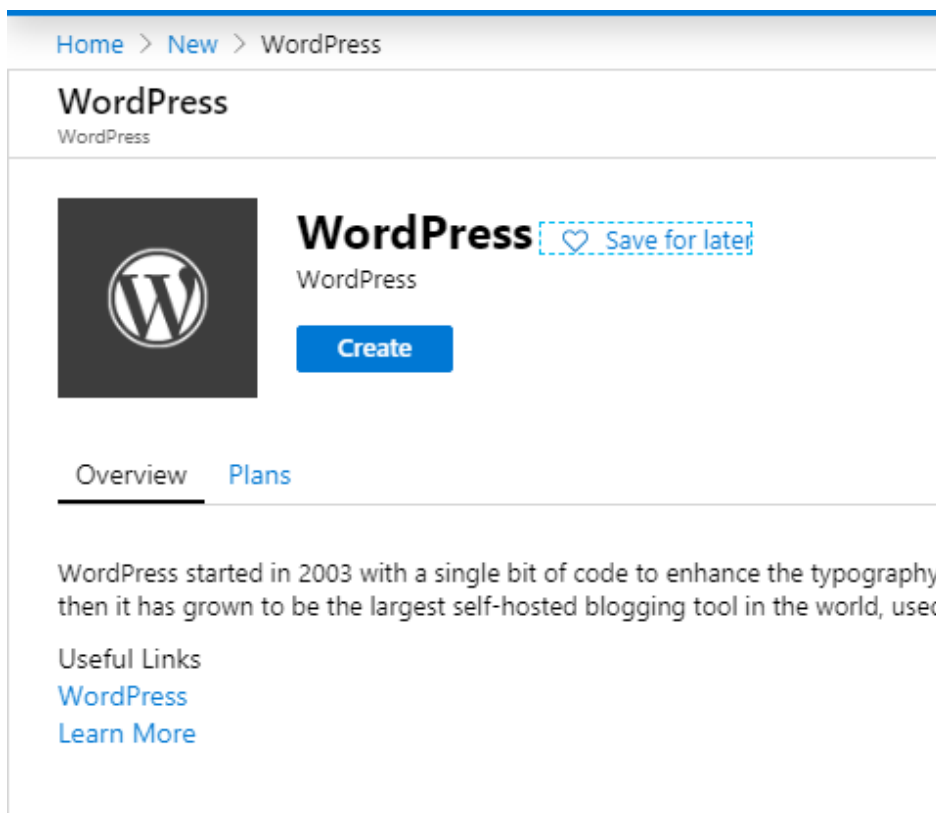 Home > New > WordPress
WordPress
WordPress
WordPress Save for later
WordPress
Create
Overview Plans
WordPress started in 2003 with a single bit of code to enhance the typography
then it has grown to be the largest self-hosted blogging tool in the world, used
Useful Links
WordPress
Learn More